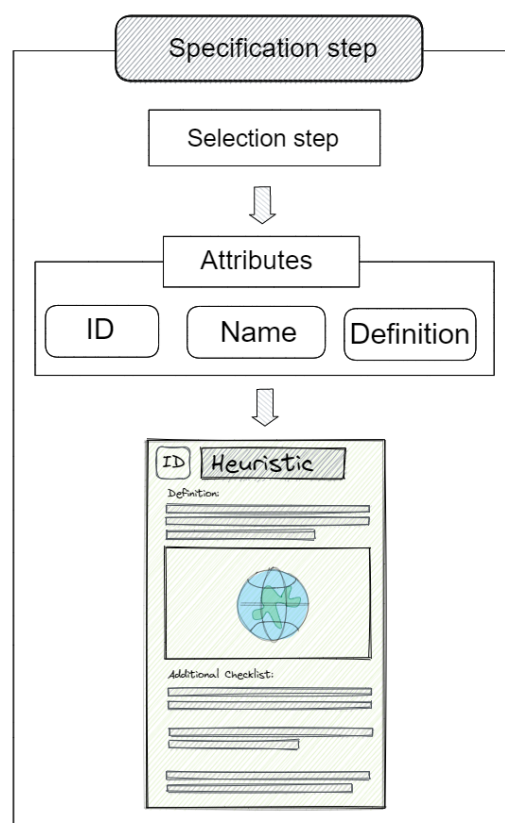 Specification step
Selection step
Attributes
ID
Name
Definition
ID
Heuristic
Definition:
Additional Checklist: